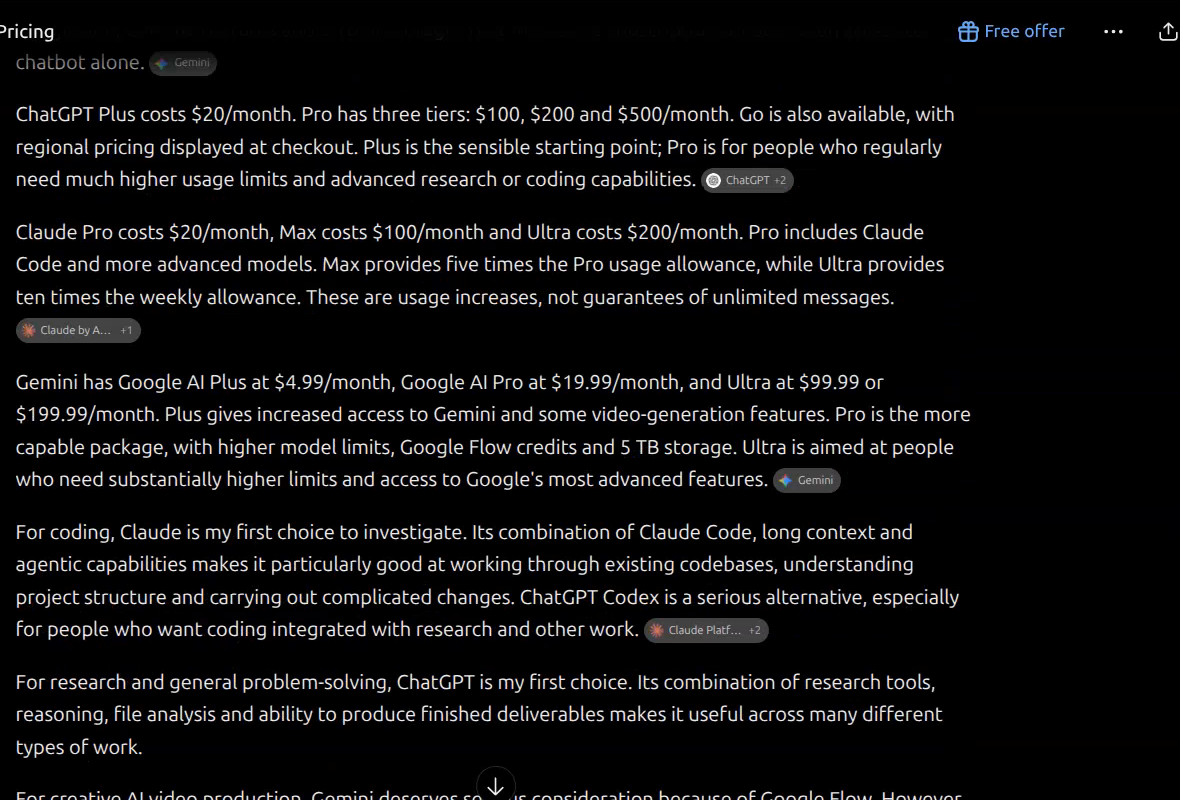 Pricing
Free offer
chatbot alone. Gemini
ChatGPT Plus costs $20/month. Pro has three tiers: $100, $200 and $500/month. Go is also available, with
regional pricing displayed at checkout. Plus is the sensible starting point; Pro is for people who regularly
need much higher usage limits and advanced research or coding capabilities. ChatGPT +2
Claude Pro costs $20/month, Max costs $100/month and Ultra costs $200/month. Pro includes Claude
Code and more advanced models. Max provides five times the Pro usage allowance, while Ultra provides
ten times the weekly allowance. These are usage increases, not guarantees of unlimited messages.
Claude by A... +1
Gemini has Google AI Plus at $4.99/month, Google AI Pro at $19.99/month, and Ultra at $99.99 or
$199.99/month. Plus gives increased access to Gemini and some video-generation features. Pro is the more
capable package, with higher model limits, Google Flow credits and 5 TB storage. Ultra is aimed at people
who need substantially higher limits and access to Google's most advanced features. Gemini
For coding, Claude is my first choice to investigate. Its combination of Claude Code, long context and
agentic capabilities makes it particularly good at working through existing codebases, understanding
project structure and carrying out complicated changes. ChatGPT Codex is a serious alternative, especially
for people who want coding integrated with research and other work. Claude Platf... +2
For research and general problem-solving, ChatGPT is my first choice. Its combination of research tools,
reasoning, file analysis and ability to produce finished deliverables makes it useful across many different
types of work.
For creative AI video production, Gemini deserves consideration because of Google Flow. However,